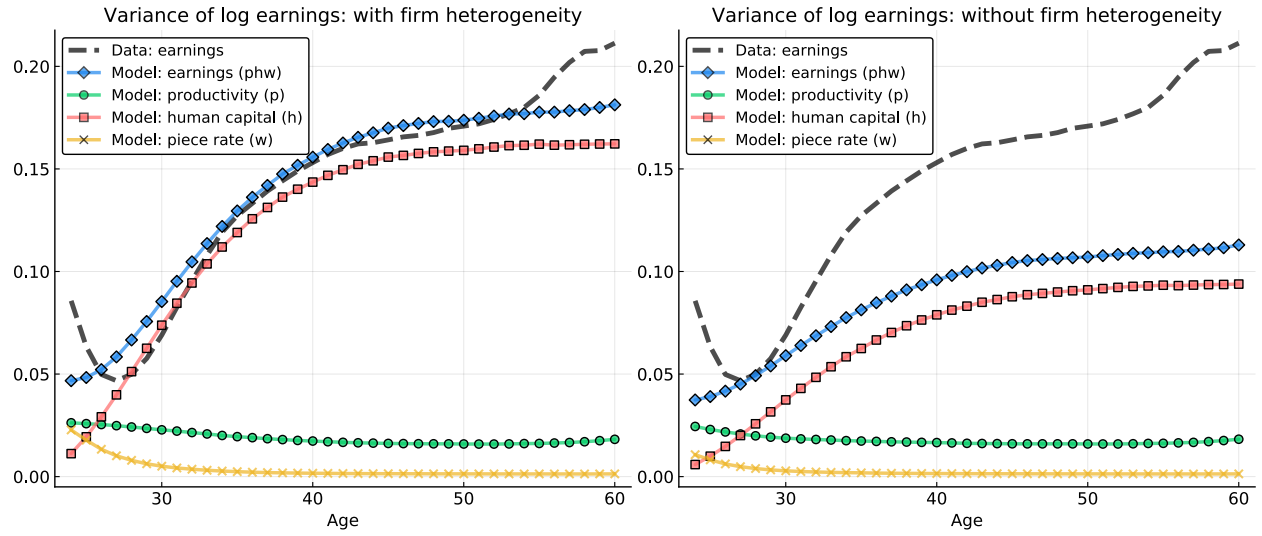 Variance of log earnings: with firm heterogeneity
Data: earnings
Model: earnings (phw)
Model: productivity (p)
Model: human capital (h)
Model: piece rate (w)
0.20
0.15
0.10
0.05
0.00
30
40
50
60
Age
Variance of log earnings: without firm heterogeneity
Data: earnings
Model: earnings (phw)
Model: productivity (p)
Model: human capital (h)
Model: piece rate (w)
0.20
0.15
0.10
0.05
0.00
30
40
50
60
Age